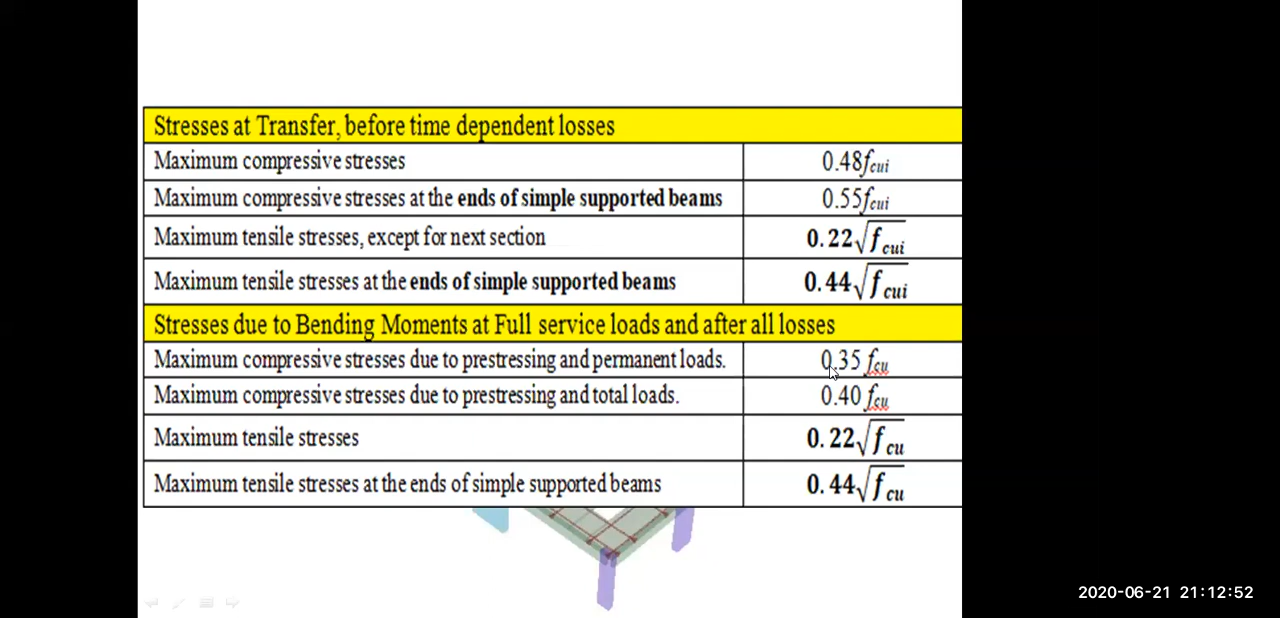 Stresses at Transfer, before time dependent losses
Maximum compressive stresses 0.48fcui
Maximum compressive stresses at the ends of simple supported beams 0.55fcui
Maximum tensile stresses, except for next section 0.22√fcui
Maximum tensile stresses at the ends of simple supported beams 0.44√fcui
Stresses due to Bending Moments at Full service loads and after all losses
Maximum compressive stresses due to prestressing and permanent loads. 0.35 fcu
Maximum compressive stresses due to prestressing and total loads. 0.40 fcu
Maximum tensile stresses 0.22√fcu
Maximum tensile stresses at the ends of simple supported beams 0.44√fcu
2020-06-21 21:12:52